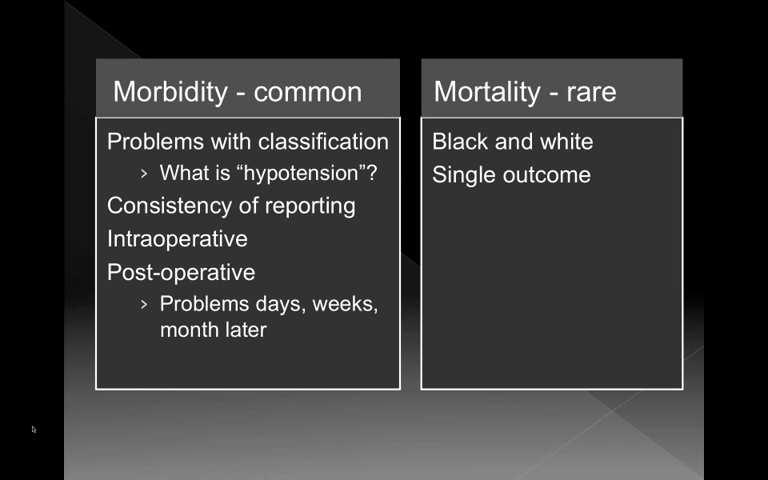 Morbidity - common
Problems with classification
› What is “hypotension”?
Consistency of reporting
Intraoperative
Post-operative
› Problems days, weeks,
month later
Mortality - rare
Black and white
Single outcome